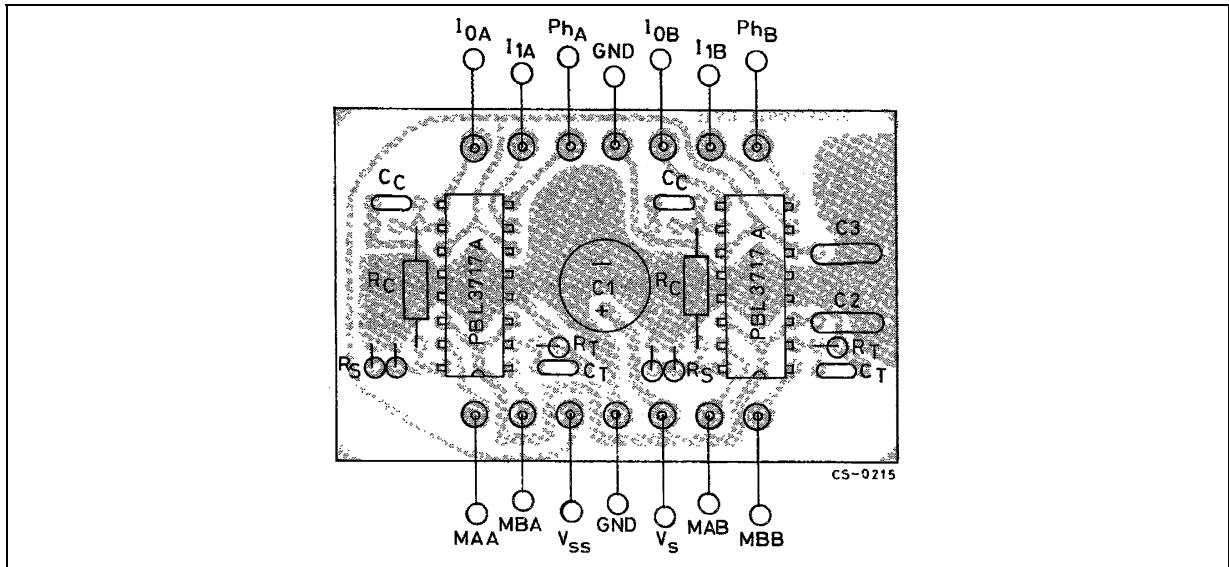 I0A I1A PhA GND I0B I1B PhB
CC CC
PBL3717A PBL3717A
C3
RC C1 RC
− +
C2
RT RT
RS CT RS CT
CS-0215
MAA MBA VSS GND VS MAB MBB